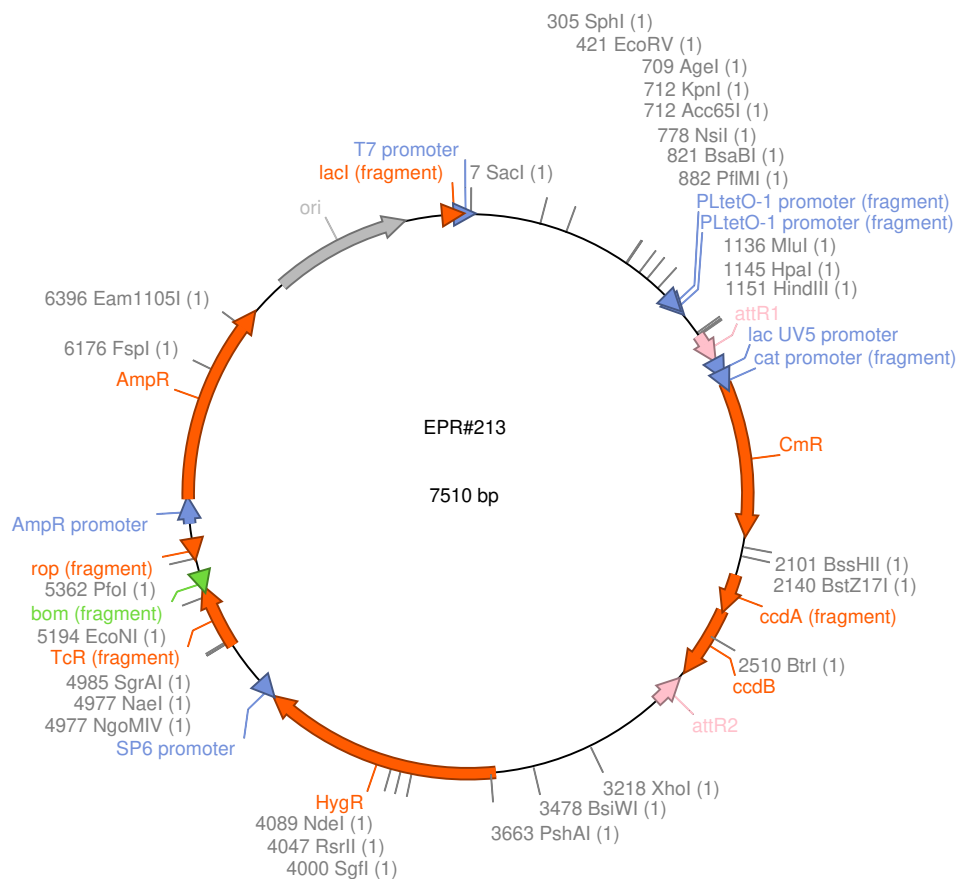 305 SphI (1)
421 EcoRV (1)
709 AgeI (1)
712 KpnI (1)
712 Acc65I (1)
778 NsiI (1)
821 BsaBI (1)
882 PflMI (1)
PLtetO-1 promoter (fragment)
PLtetO-1 promoter (fragment)
1136 MluI (1)
1145 HpaI (1)
1151 HindIII (1)
attR1
lac UV5 promoter
cat promoter (fragment)
CmR
2101 BssHII (1)
2140 BstZ17I (1)
ccdA (fragment)
2510 BtrI (1)
ccdB
attR2
3218 XhoI (1)
3478 BsiWI (1)
3663 PshAI (1)
HygR
4089 NdeI (1)
4047 RsrII (1)
4000 SgfI (1)
SP6 promoter
4977 NgoMIV (1)
4977 NaeI (1)
4985 SgrAI (1)
TcR (fragment)
5194 EcoNI (1)
bom (fragment)
5362 PfoI (1)
rop (fragment)
AmpR promoter
AmpR
6176 FspI (1)
6396 Eam1105I (1)
ori
lacI (fragment)
T7 promoter
7 SacI (1)
EPR#213
7510 bp